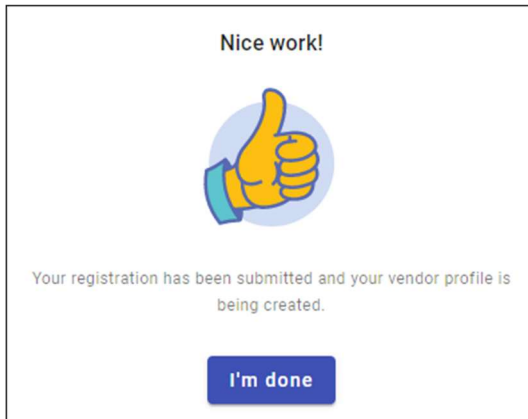 Nice work!
Your registration has been submitted and your vendor profile is
being created.
I'm done